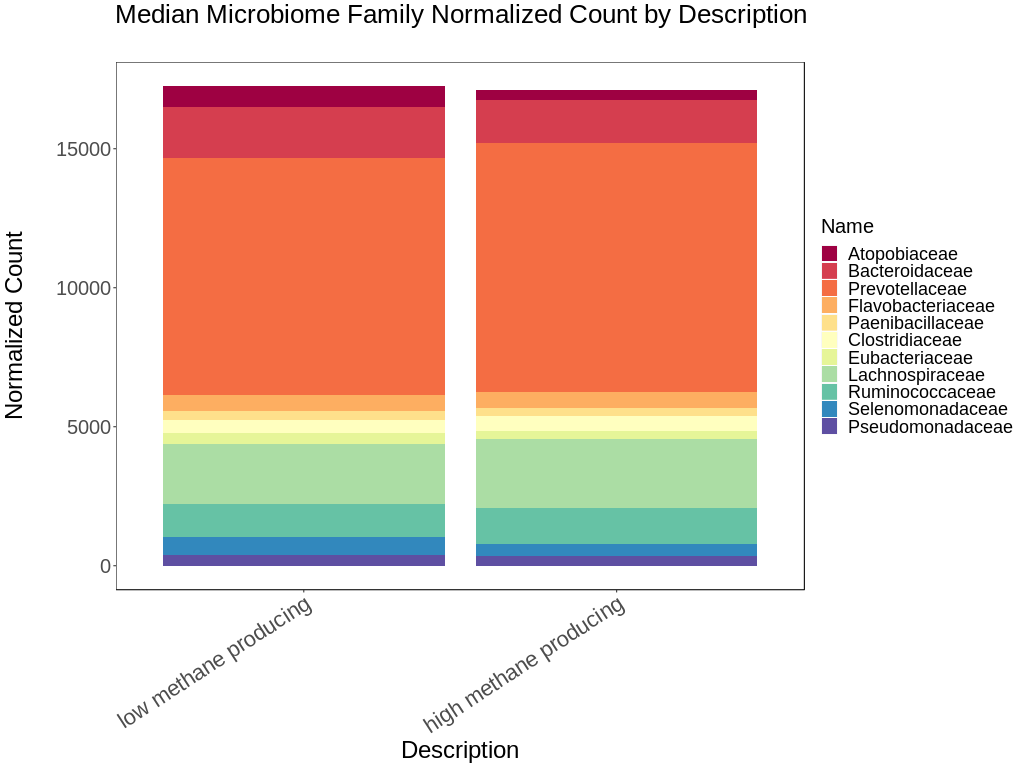 Median Microbiome Family Normalized Count by Description
Normalized Count
15000
10000
5000
0
low methane producing
high methane producing
Description
Name
Atopobiaceae
Bacteroidaceae
Prevotellaceae
Flavobacteriaceae
Paenibacillaceae
Clostridiaceae
Eubacteriaceae
Lachnospiraceae
Ruminococcaceae
Selenomonadaceae
Pseudomonadaceae